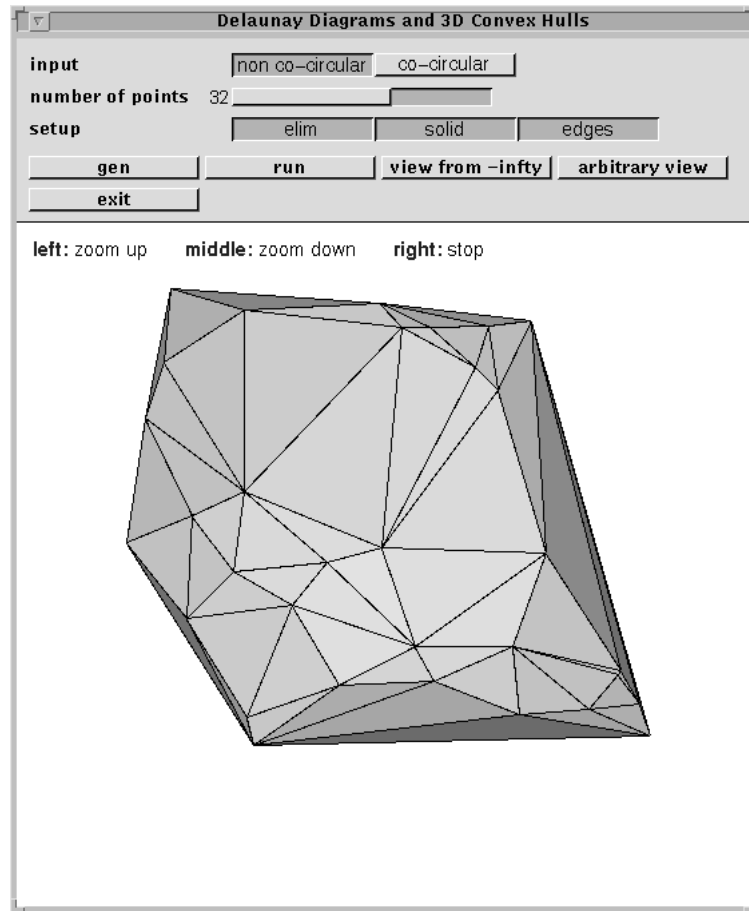 Delaunay Diagrams and 3D Convex Hulls
input non co-circular co-circular
number of points 32
setup elim solid edges
gen run view from -infty arbitrary view
exit
left: zoom up middle: zoom down right: stop